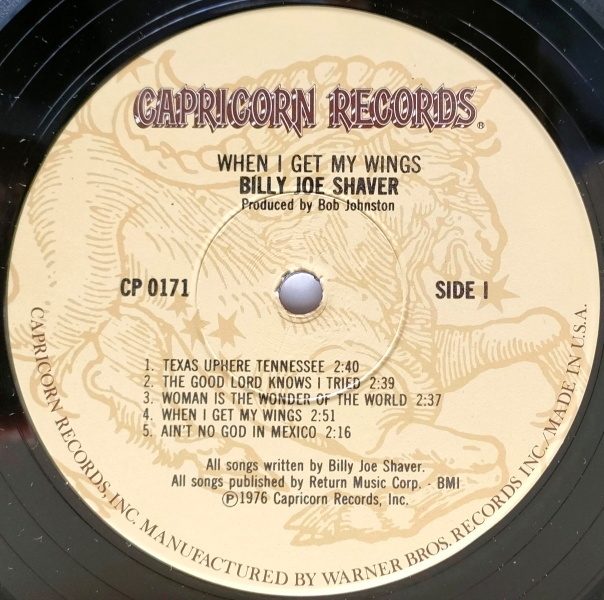 CAPRICORN RECORDS®
WHEN I GET MY WINGS
BILLY JOE SHAVER
Produced by Bob Johnston
CP 0171
SIDE 1
1. TEXAS UPHERE TENNESSEE 2:40
2. THE GOOD LORD KNOWS I TRIED 2:39
3. WOMAN IS THE WONDER OF THE WORLD 2:37
4. WHEN I GET MY WINGS 2:51
5. AIN'T NO GOD IN MEXICO 2:16
All songs written by Billy Joe Shaver.
All songs published by Return Music Corp. - BMI
Ⓟ1976 Capricorn Records, Inc.
CAPRICORN RECORDS, INC. MANUFACTURED BY WARNER BROS. RECORDS INC./MADE IN U.S.A.